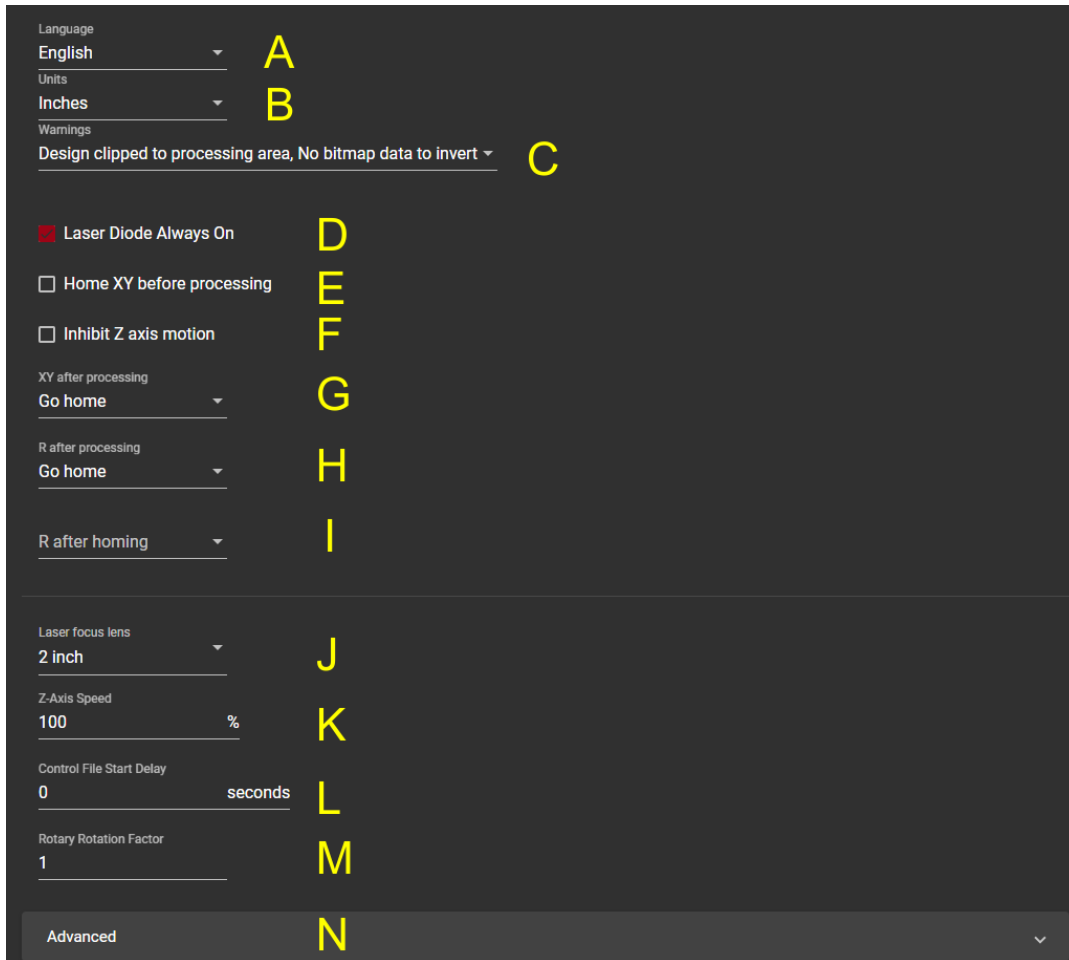 Language
English A
Units
Inches B
Warnings
Design clipped to processing area, No bitmap data to invert C
Laser Diode Always On D
Home XY before processing E
Inhibit Z axis motion F
XY after processing
Go home G
R after processing
Go home H
R after homing I
Laser focus lens
2 inch J
Z-Axis Speed
100 % K
Control File Start Delay
0 seconds L
Rotary Rotation Factor
1 M
Advanced N